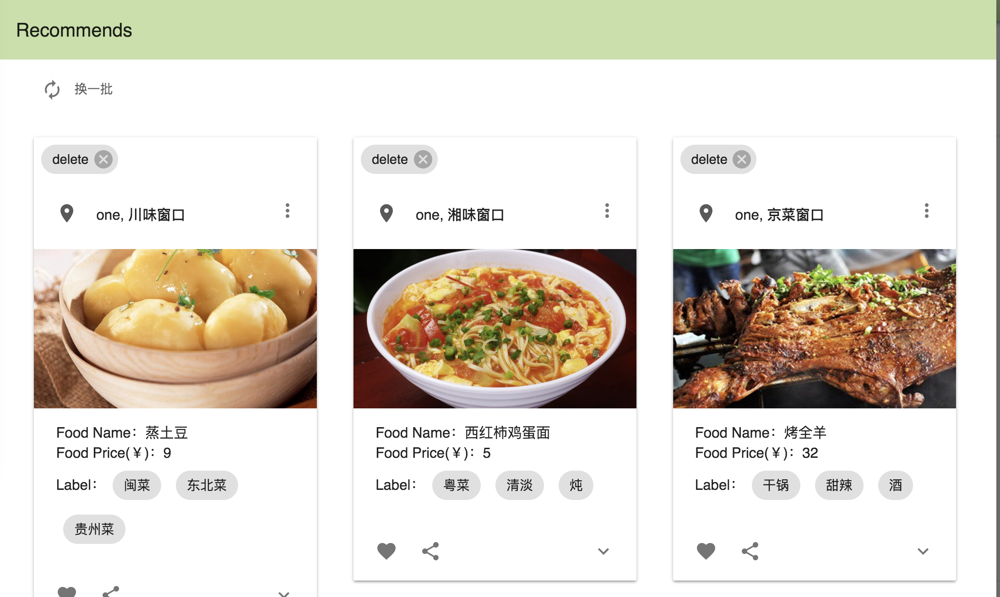 Recommends
换一批
delete
one, 川味窗口
Food Name：蒸土豆
Food Price(￥)：9
Label： 闽菜 东北菜
贵州菜
delete
one, 湘味窗口
Food Name：西红柿鸡蛋面
Food Price(￥)：5
Label： 粤菜 清淡 炖
delete
one, 京菜窗口
Food Name：烤全羊
Food Price(￥)：32
Label： 干锅 甜辣 酒